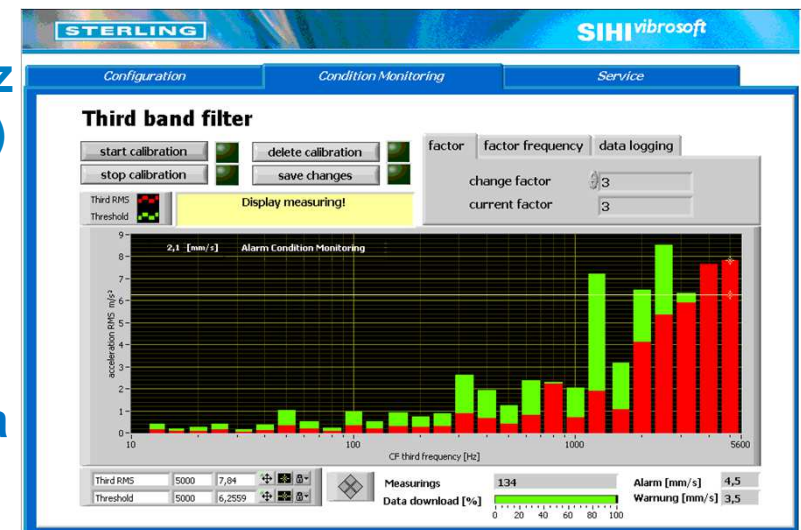 STERLING
SIHI vibrosoft
z
Configuration
Condition Monitoring
Service
)
Third band filter
start calibration
delete calibration
stop calibration
save changes
factor
factor frequency
data logging
change factor
3
current factor
3
Third RMS
Threshold
Display measuring!
2,1 [mm/s] Alarm Condition Monitoring
acceleration RMS m/s²
9
8
7
6
5
4
3
2
1
0
10
100
1000
5600
CF third frequency [Hz]
a
Third RMS
5000
7,84
Threshold
5000
6,2559
Measurings
134
Data download [%]
0 20 40 60 80 100
Alarm [mm/s]
4,5
Warnung [mm/s]
3,5